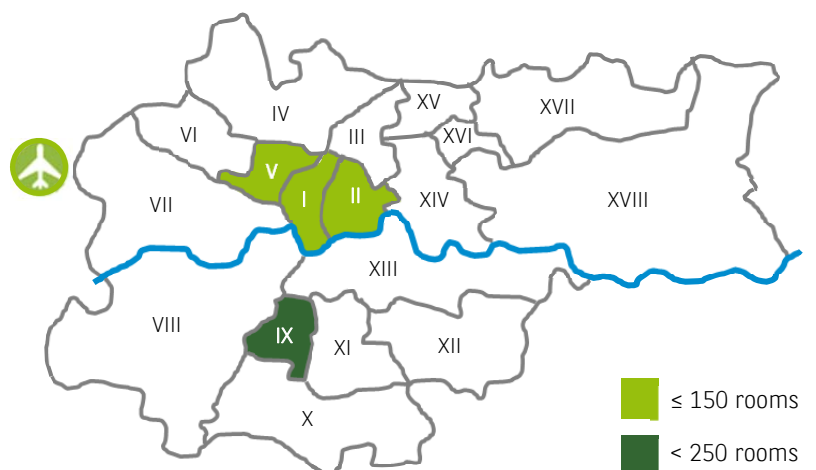 XV
XVII
IV
VI
III
XVI
V
I
II
XIV
XVIII
VII
XIII
VIII
IX
XI
XII
≤ 150 rooms
X
< 250 rooms